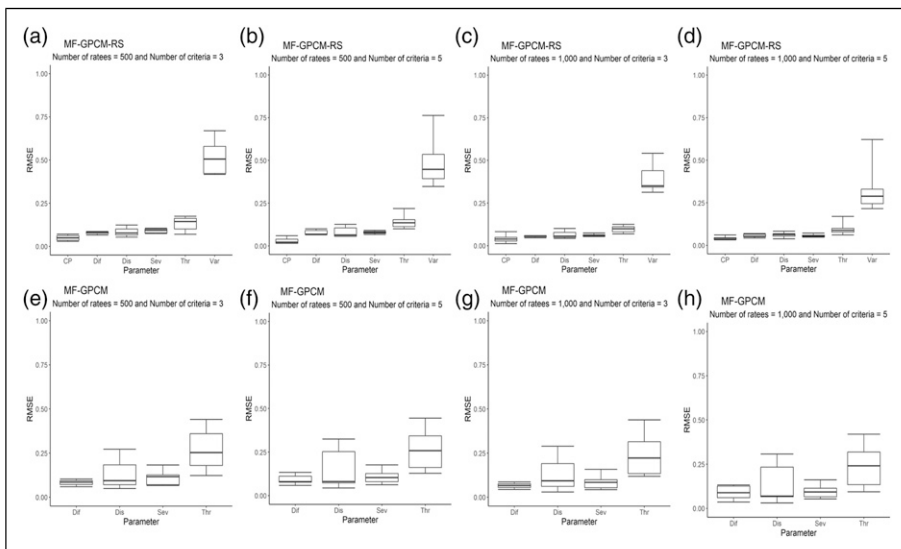 (a) MF-GPCM-RS
Number of ratees = 500 and Number of criteria = 3
1.00
0.75
0.50
0.25
0.00
RMSE
CP Dif Dis Sev Thr Var
Parameter
(b) MF-GPCM-RS
Number of ratees = 500 and Number of criteria = 5
1.00
0.75
0.50
0.25
0.00
RMSE
CP Dif Dis Sev Thr Var
Parameter
(c) MF-GPCM-RS
Number of ratees = 1,000 and Number of criteria = 3
1.00
0.75
0.50
0.25
0.00
RMSE
CP Dif Dis Sev Thr Var
Parameter
(d) MF-GPCM-RS
Number of ratees = 1,000 and Number of criteria = 5
1.00
0.75
0.50
0.25
0.00
RMSE
CP Dif Dis Sev Thr Var
Parameter
(e) MF-GPCM
Number of ratees = 500 and Number of criteria = 3
1.00
0.75
0.50
0.25
0.00
RMSE
Dif Dis Sev Thr
Parameter
(f) MF-GPCM
Number of ratees = 500 and Number of criteria = 5
1.00
0.75
0.50
0.25
0.00
RMSE
Dif Dis Sev Thr
Parameter
(g) MF-GPCM
Number of ratees = 1,000 and Number of criteria = 3
1.00
0.75
0.50
0.25
0.00
RMSE
Dif Dis Sev Thr
Parameter
(h) MF-GPCM
Number of ratees = 1,000 and Number of criteria = 5
1.00
0.75
0.50
0.25
0.00
RMSE
Dif Dis Sev Thr
Parameter